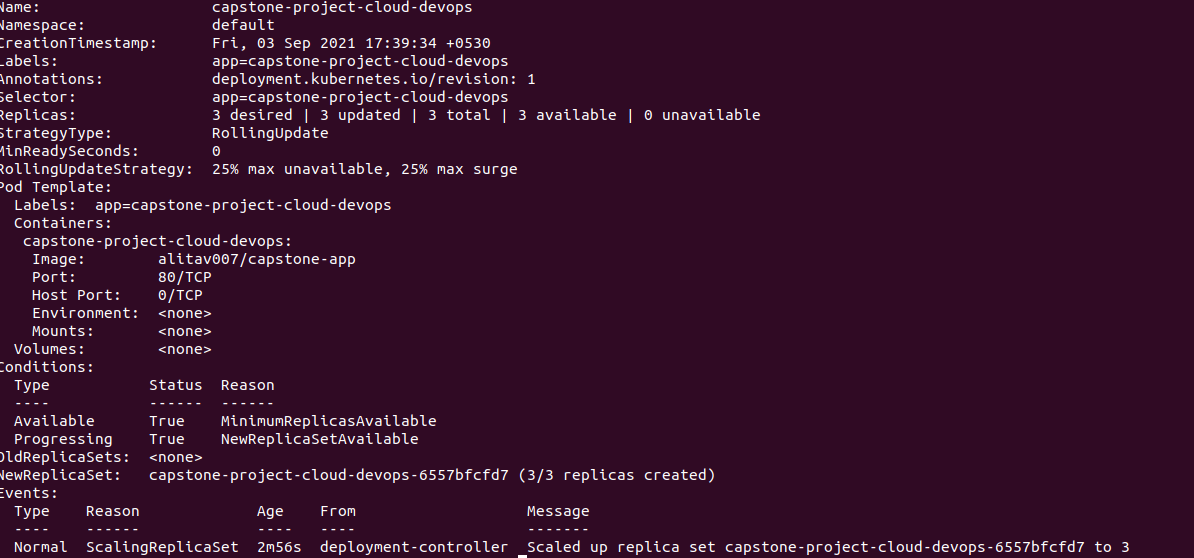 Name:                   capstone-project-cloud-devops
Namespace:              default
CreationTimestamp:      Fri, 03 Sep 2021 17:39:34 +0530
Labels:                 app=capstone-project-cloud-devops
Annotations:            deployment.kubernetes.io/revision: 1
Selector:               app=capstone-project-cloud-devops
Replicas:               3 desired | 3 updated | 3 total | 3 available | 0 unavailable
StrategyType:           RollingUpdate
MinReadySeconds:        0
RollingUpdateStrategy:  25% max unavailable, 25% max surge
Pod Template:
  Labels:  app=capstone-project-cloud-devops
  Containers:
   capstone-project-cloud-devops:
    Image:        alitav007/capstone-app
    Port:         80/TCP
    Host Port:    0/TCP
    Environment:  <none>
    Mounts:       <none>
  Volumes:        <none>
Conditions:
  Type           Status  Reason
  ----           ------  ------
  Available      True    MinimumReplicasAvailable
  Progressing    True    NewReplicaSetAvailable
OldReplicaSets:  <none>
NewReplicaSet:   capstone-project-cloud-devops-6557bfcfd7 (3/3 replicas created)
Events:
  Type    Reason             Age    From                   Message
  ----    ------             ----   ----                   -------
  Normal  ScalingReplicaSet  2m56s  deployment-controller  Scaled up replica set capstone-project-cloud-devops-6557bfcfd7 to 3